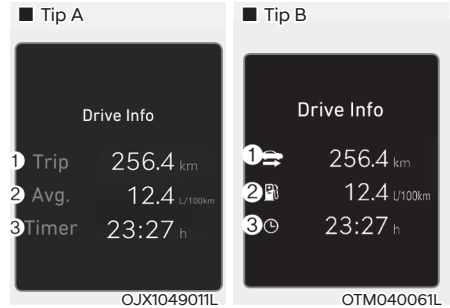 ■ Tip A
Drive Info
1 Trip 256.4 km
2 Avg. 12.4 L/100km
3 Timer 23:27 h
OJX1049011L
■ Tip B
Drive Info
1 256.4 km
2 12.4 L/100km
3 23:27 h
OTM040061L